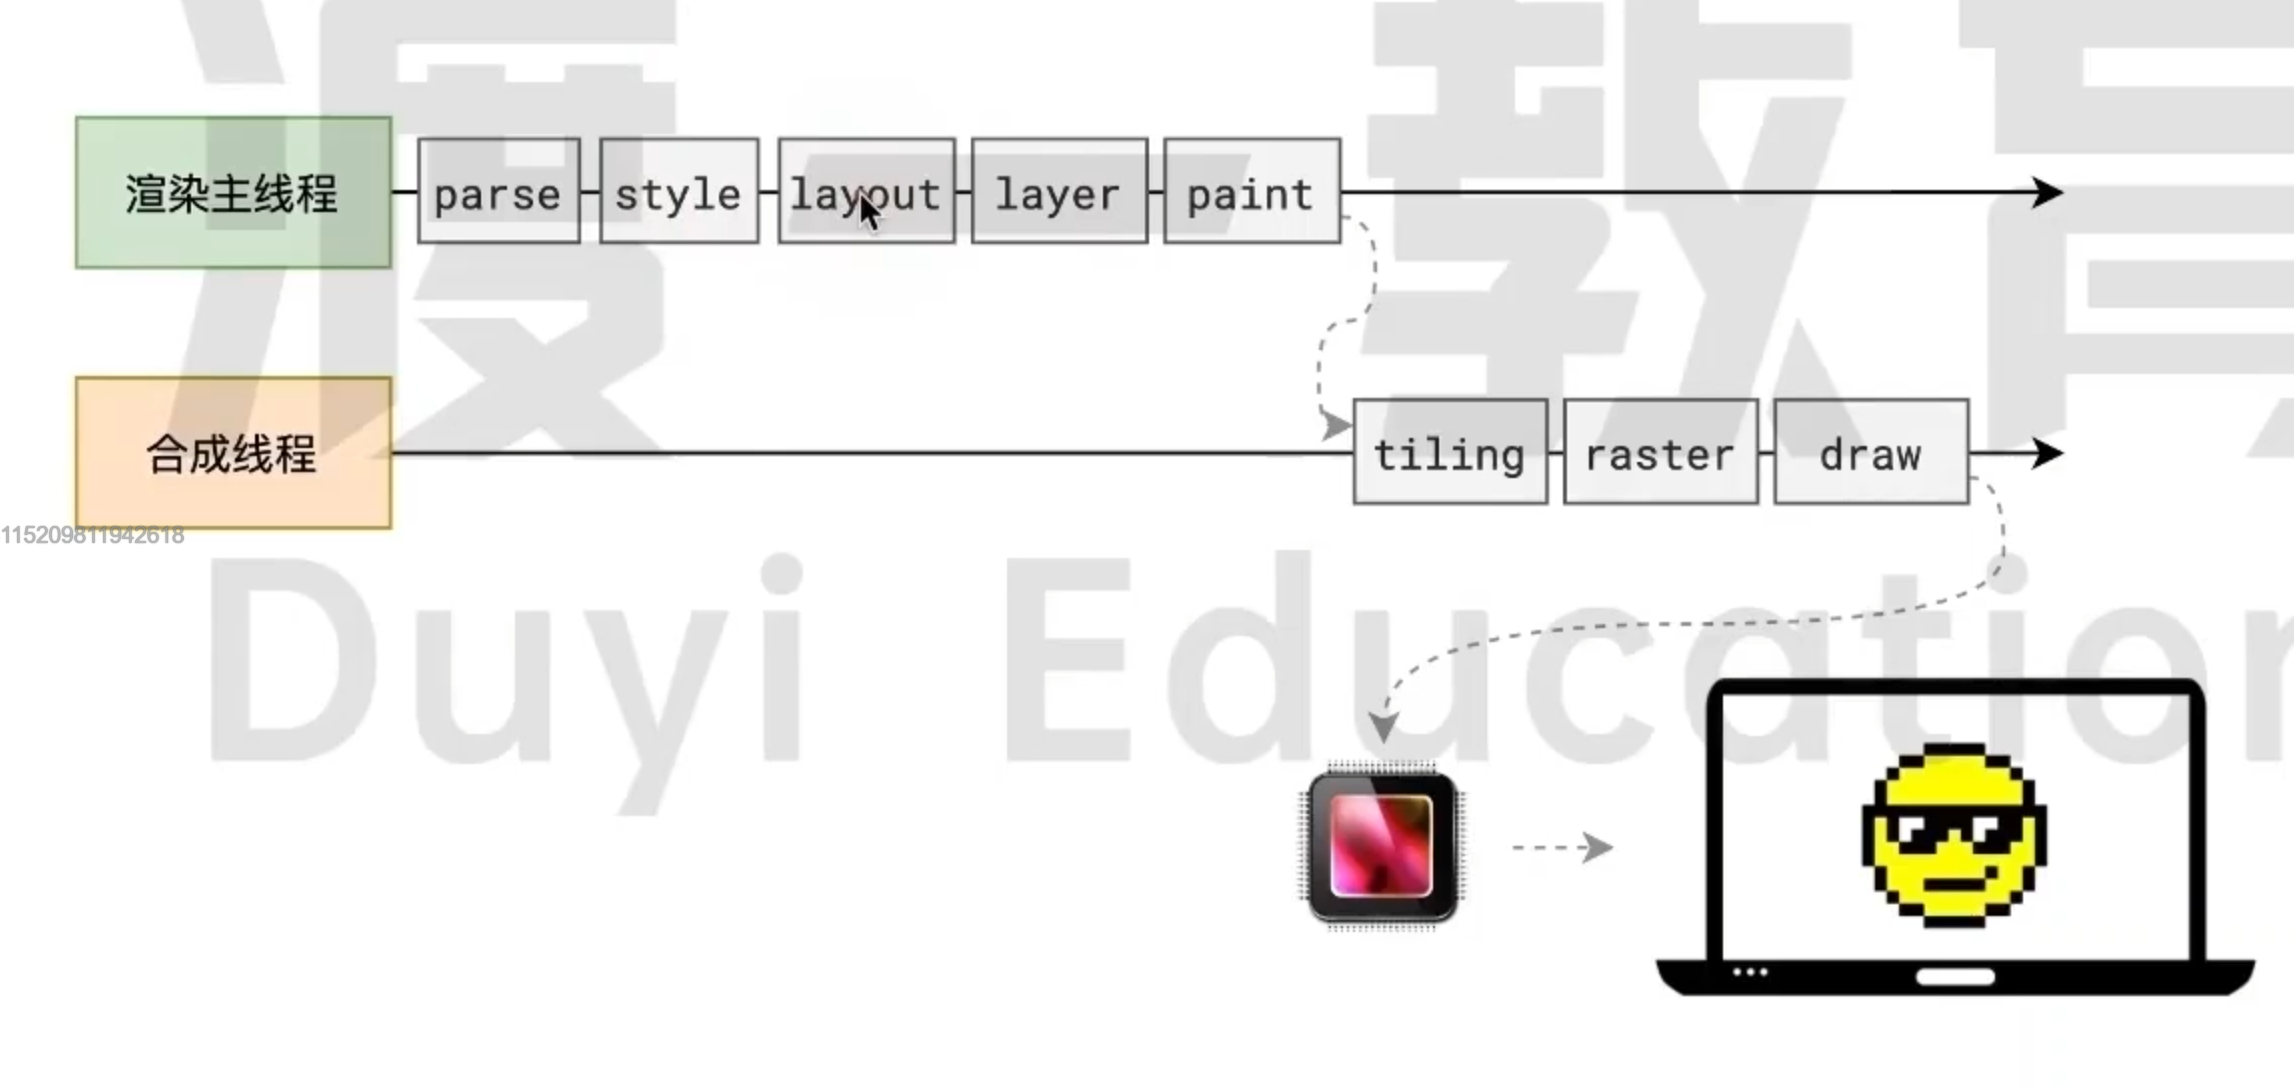 渡 教育
渲染主线程 parse style layout layer paint
合成线程 tiling raster draw
115209811942618
Duyi Education